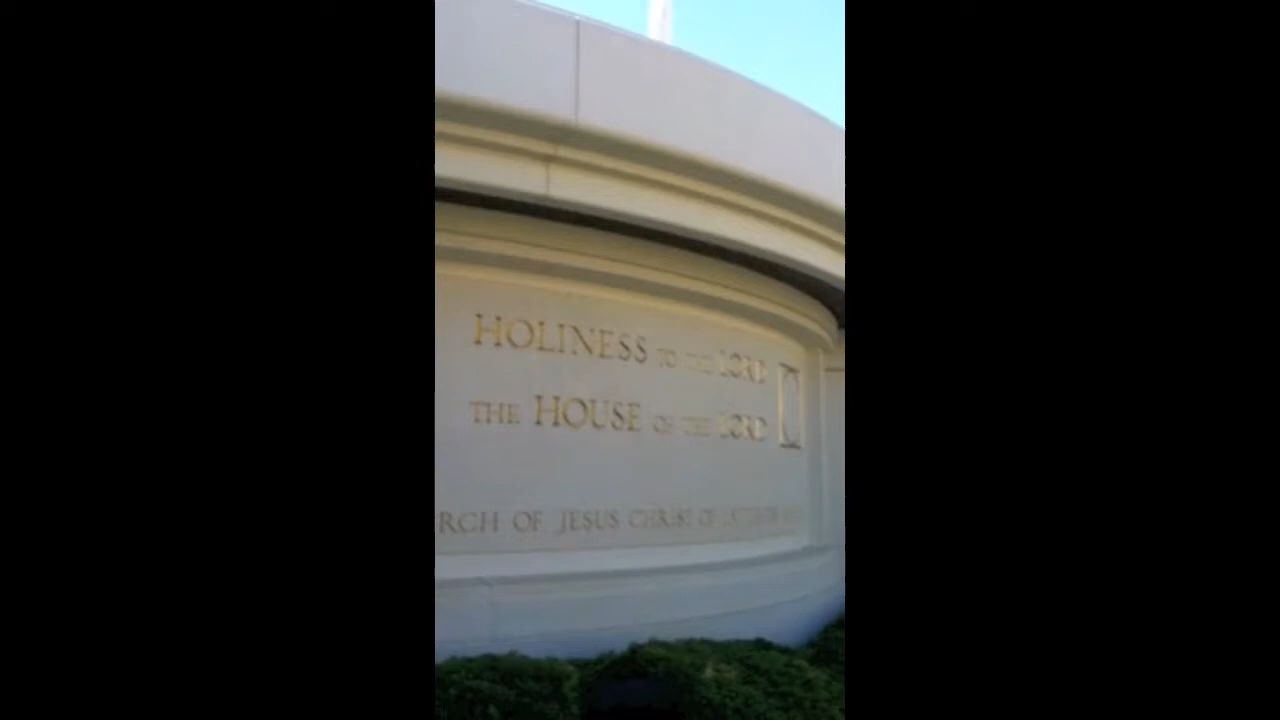 HOLINESS TO THE LORD
THE HOUSE OF THE LORD
RCH OF JESUS CHRIST OF